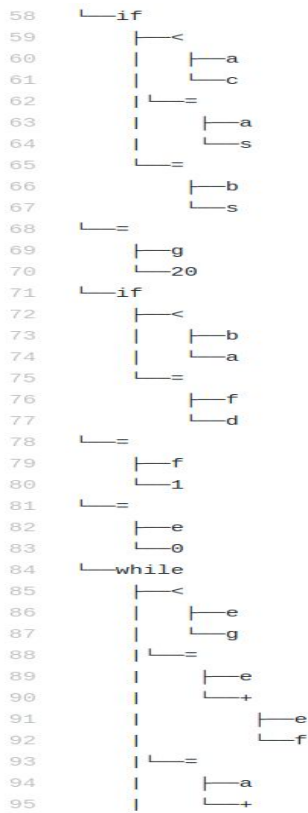 58 └──if
59 ├──<
60 │ ├──a
61 │ └──c
62 │ └──=
63 │ ├──a
64 │ └──s
65 └──=
66 ├──b
67 └──s
68 └──=
69 ├──g
70 └──20
71 └──if
72 ├──<
73 │ ├──b
74 │ └──a
75 └──=
76 ├──f
77 └──d
78 └──=
79 ├──f
80 └──1
81 └──=
82 ├──e
83 └──0
84 └──while
85 ├──<
86 │ ├──e
87 │ └──g
88 │ └──=
89 │ ├──e
90 │ └──+
91 │ ├──e
92 │ └──f
93 │ └──=
94 │ ├──a
95 │ └──+